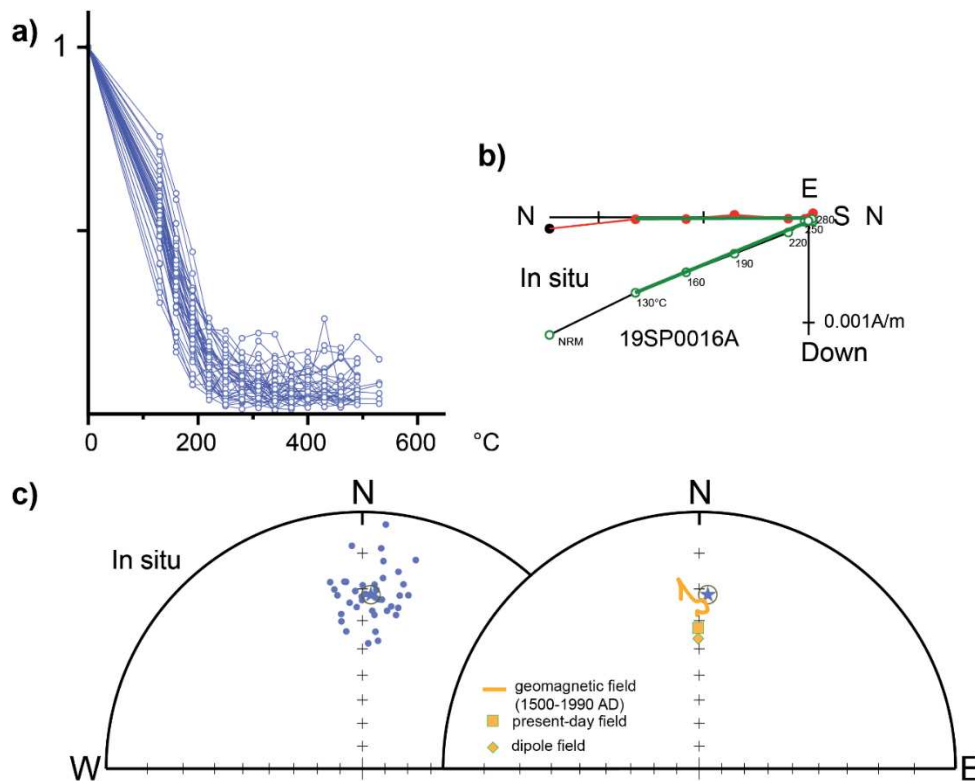 a)
1
0
200
400
600
°C
b)
E
N
S N
280
250
220
190
160
130°C
NRM
In situ
19SP0016A
0.001A/m
Down
c)
In situ
N
N
geomagnetic field
(1500-1990 AD)
present-day field
dipole field
W
E